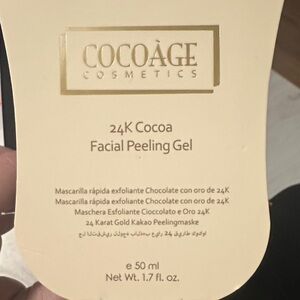 COCOÀGE
COSMETICS
24K Cocoa
Facial Peeling Gel
Mascarilla rápida exfoliante Chocolate con oro de 24K
Mascarilla rápida exfoliante Chocolate con oro de 24K
Maschera Esfoliante Cioccolato e Oro 24K
24 Karat Gold Kakao Peelingmaske
24
e 50 ml
Net Wt. 1.7 fl. oz.